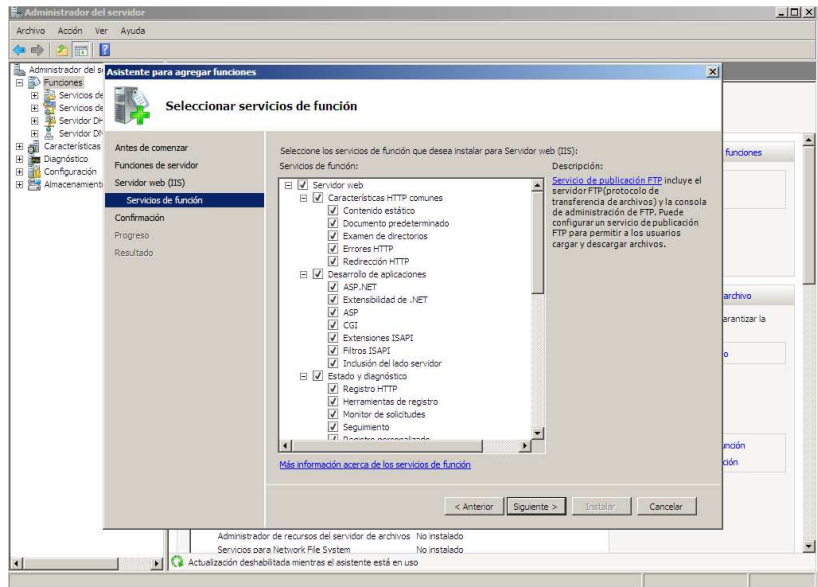 Administrador del servidor
Archivo Acción Ver Ayuda
Administrador del s
Funciones
Servicios de
Servicios de
Servidor DH
Servidor DN
Características
Diagnóstico
Configuración
Almacenamient
Asistente para agregar funciones
Seleccionar servicios de función
Antes de comenzar
Funciones de servidor
Servidor web (IIS)
Servicios de función
Confirmación
Progreso
Resultado
Seleccione los servicios de función que desea instalar para Servidor web (IIS):
Servicios de función:
Servidor web
Características HTTP comunes
Contenido estático
Documento predeterminado
Examen de directorios
Errores HTTP
Redirección HTTP
Desarrollo de aplicaciones
ASP.NET
Extensibilidad de .NET
ASP
CGI
Extensiones ISAPI
Filtros ISAPI
Inclusión del lado servidor
Estado y diagnóstico
Registro HTTP
Herramientas de registro
Monitor de solicitudes
Seguimiento
Registro personalizado
Descripción:
Servicio de publicación FTP incluye el
servidor FTP(protocolo de
transferencia de archivos) y la consola
de administración de FTP. Puede
configurar un servicio de publicación
FTP para permitir a los usuarios
cargar y descargar archivos.
Más información acerca de los servicios de función
< Anterior Siguiente > Instalar Cancelar
funciones
archivo
arantizar la
o
unción
ción
Administrador de recursos del servidor de archivos No instalado
Servicios para Network File System No instalado
Actualización deshabilitada mientras el asistente está en uso